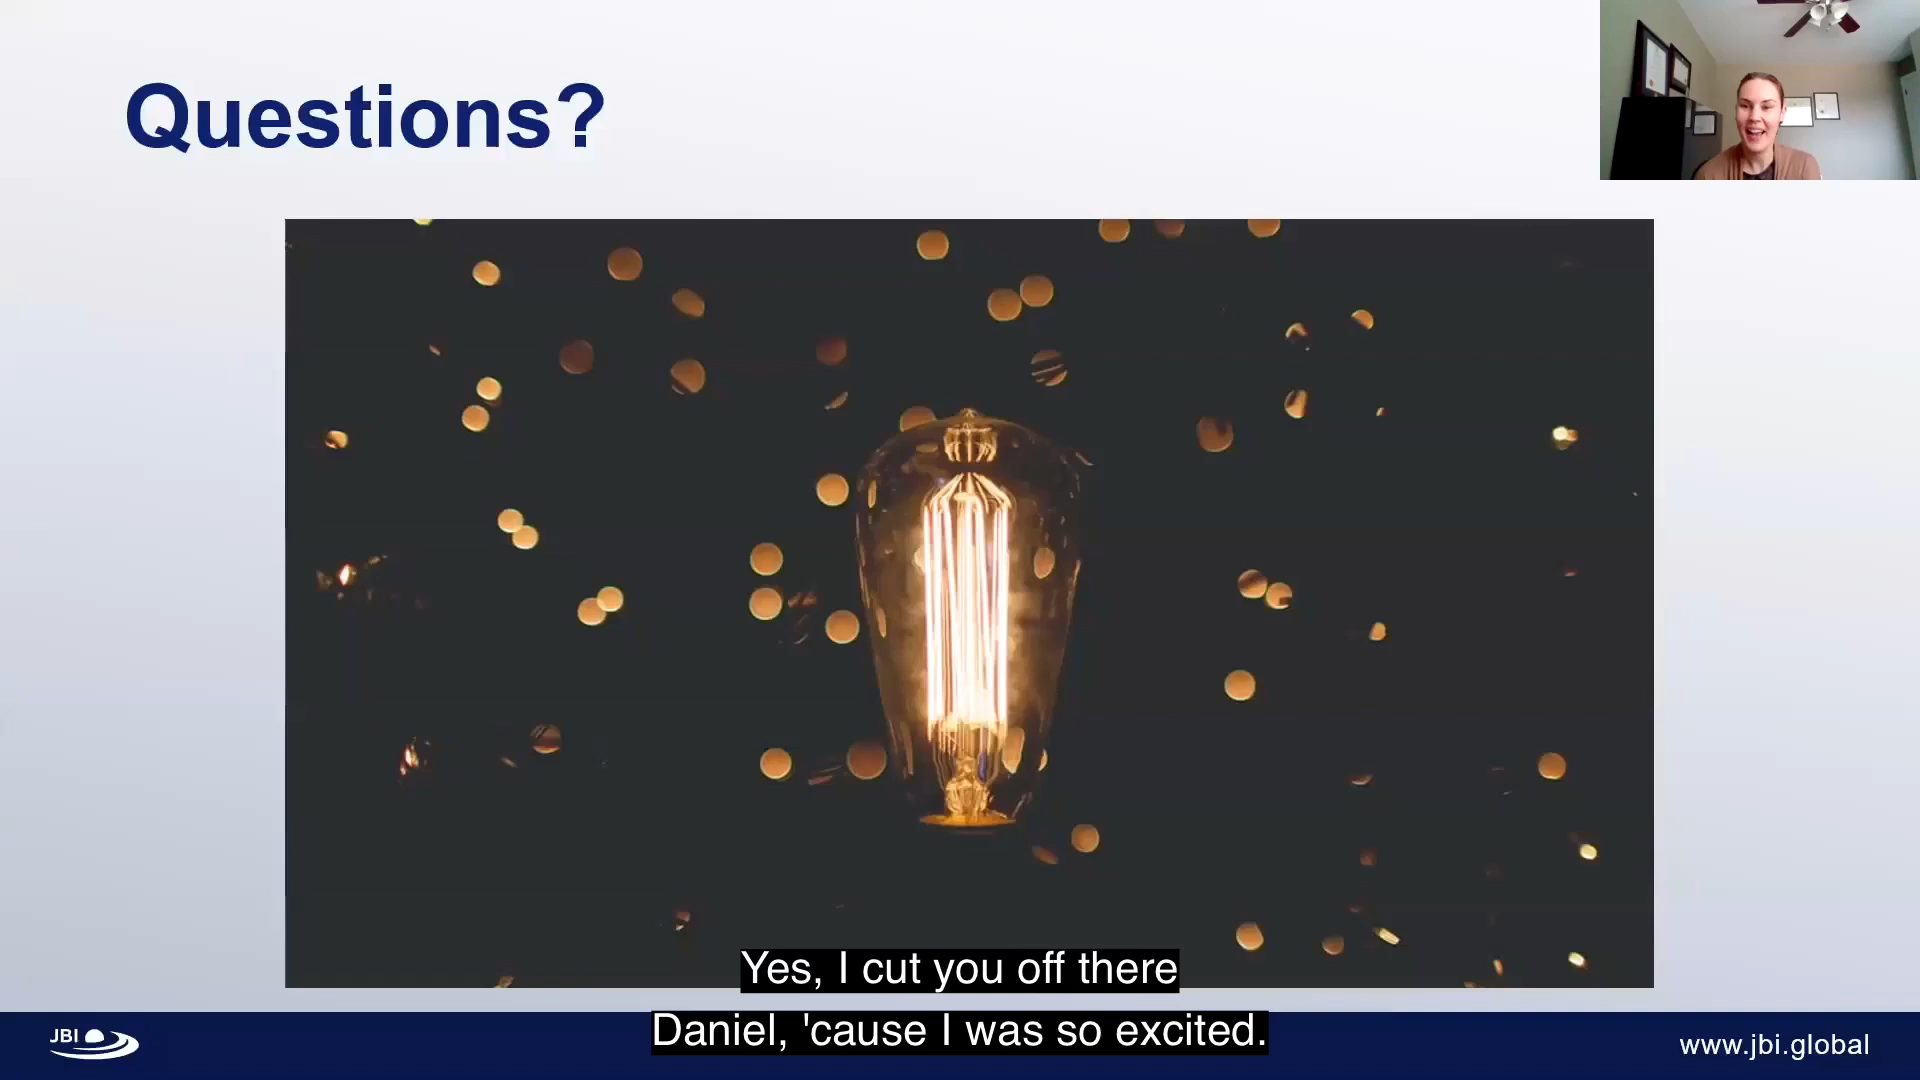 Questions?
Yes, I cut you off there
Daniel, 'cause I was so excited.
JBI
www.jbi.global